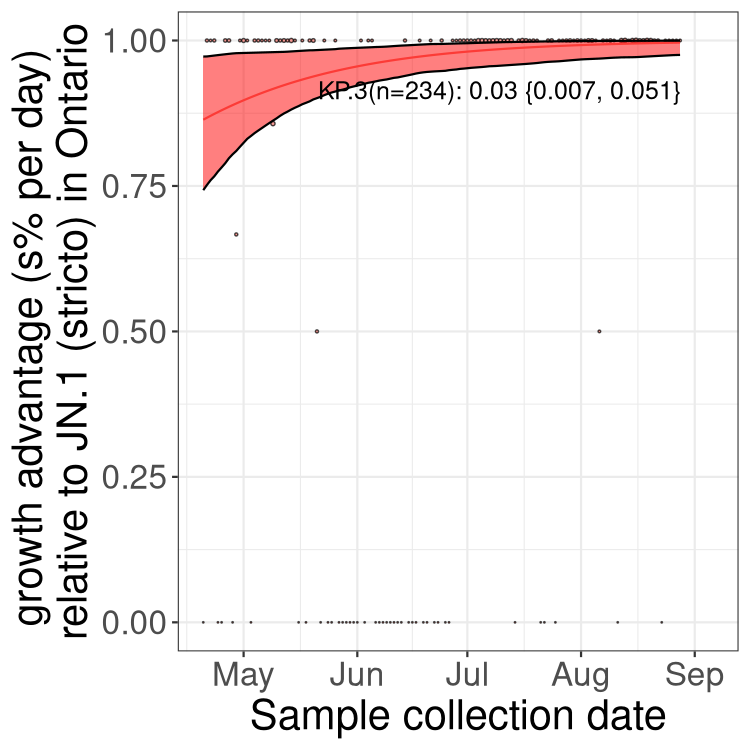 growth advantage (s% per day)
relative to JN.1 (stricto) in Ontario
1.00
0.75
0.50
0.25
0.00
KP.3(n=234): 0.03 {0.007, 0.051}
May Jun Jul Aug Sep
Sample collection date